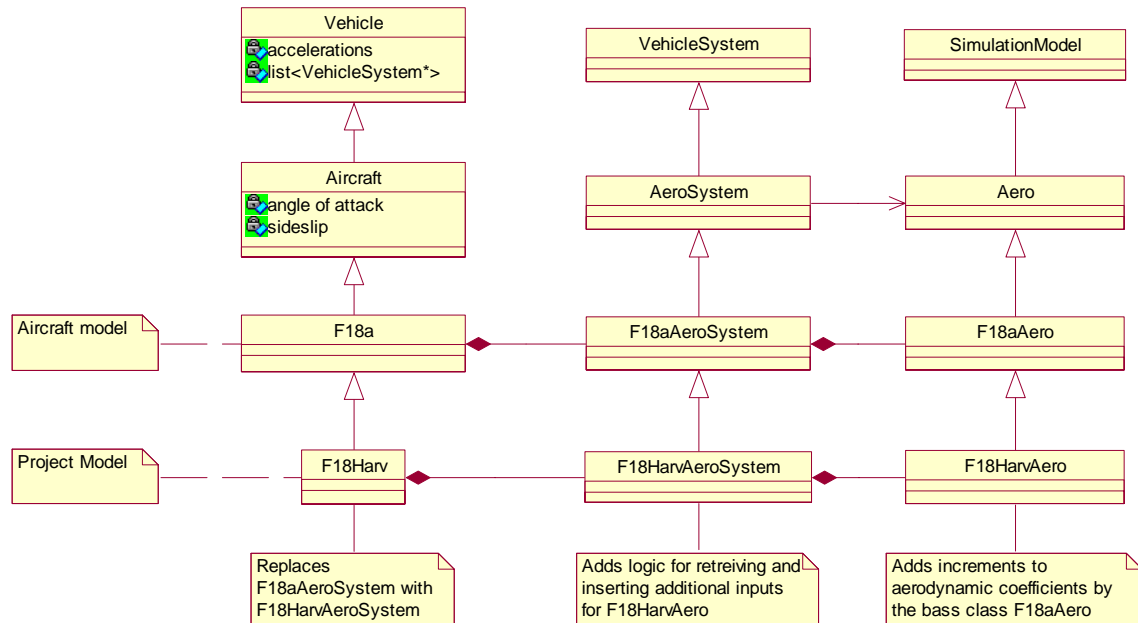 Vehicle
accelerations
list<VehicleSystem*>
VehicleSystem
SimulationModel
Aircraft
angle of attack
sideslip
AeroSystem
Aero
Aircraft model
F18a
F18aAeroSystem
F18aAero
Project Model
F18Harv
F18HarvAeroSystem
F18HarvAero
Replaces
F18aAeroSystem with
F18HarvAeroSystem
Adds logic for retreiving and
inserting additional inputs
for F18HarvAero
Adds increments to
aerodynamic coefficients by
the bass class F18aAero